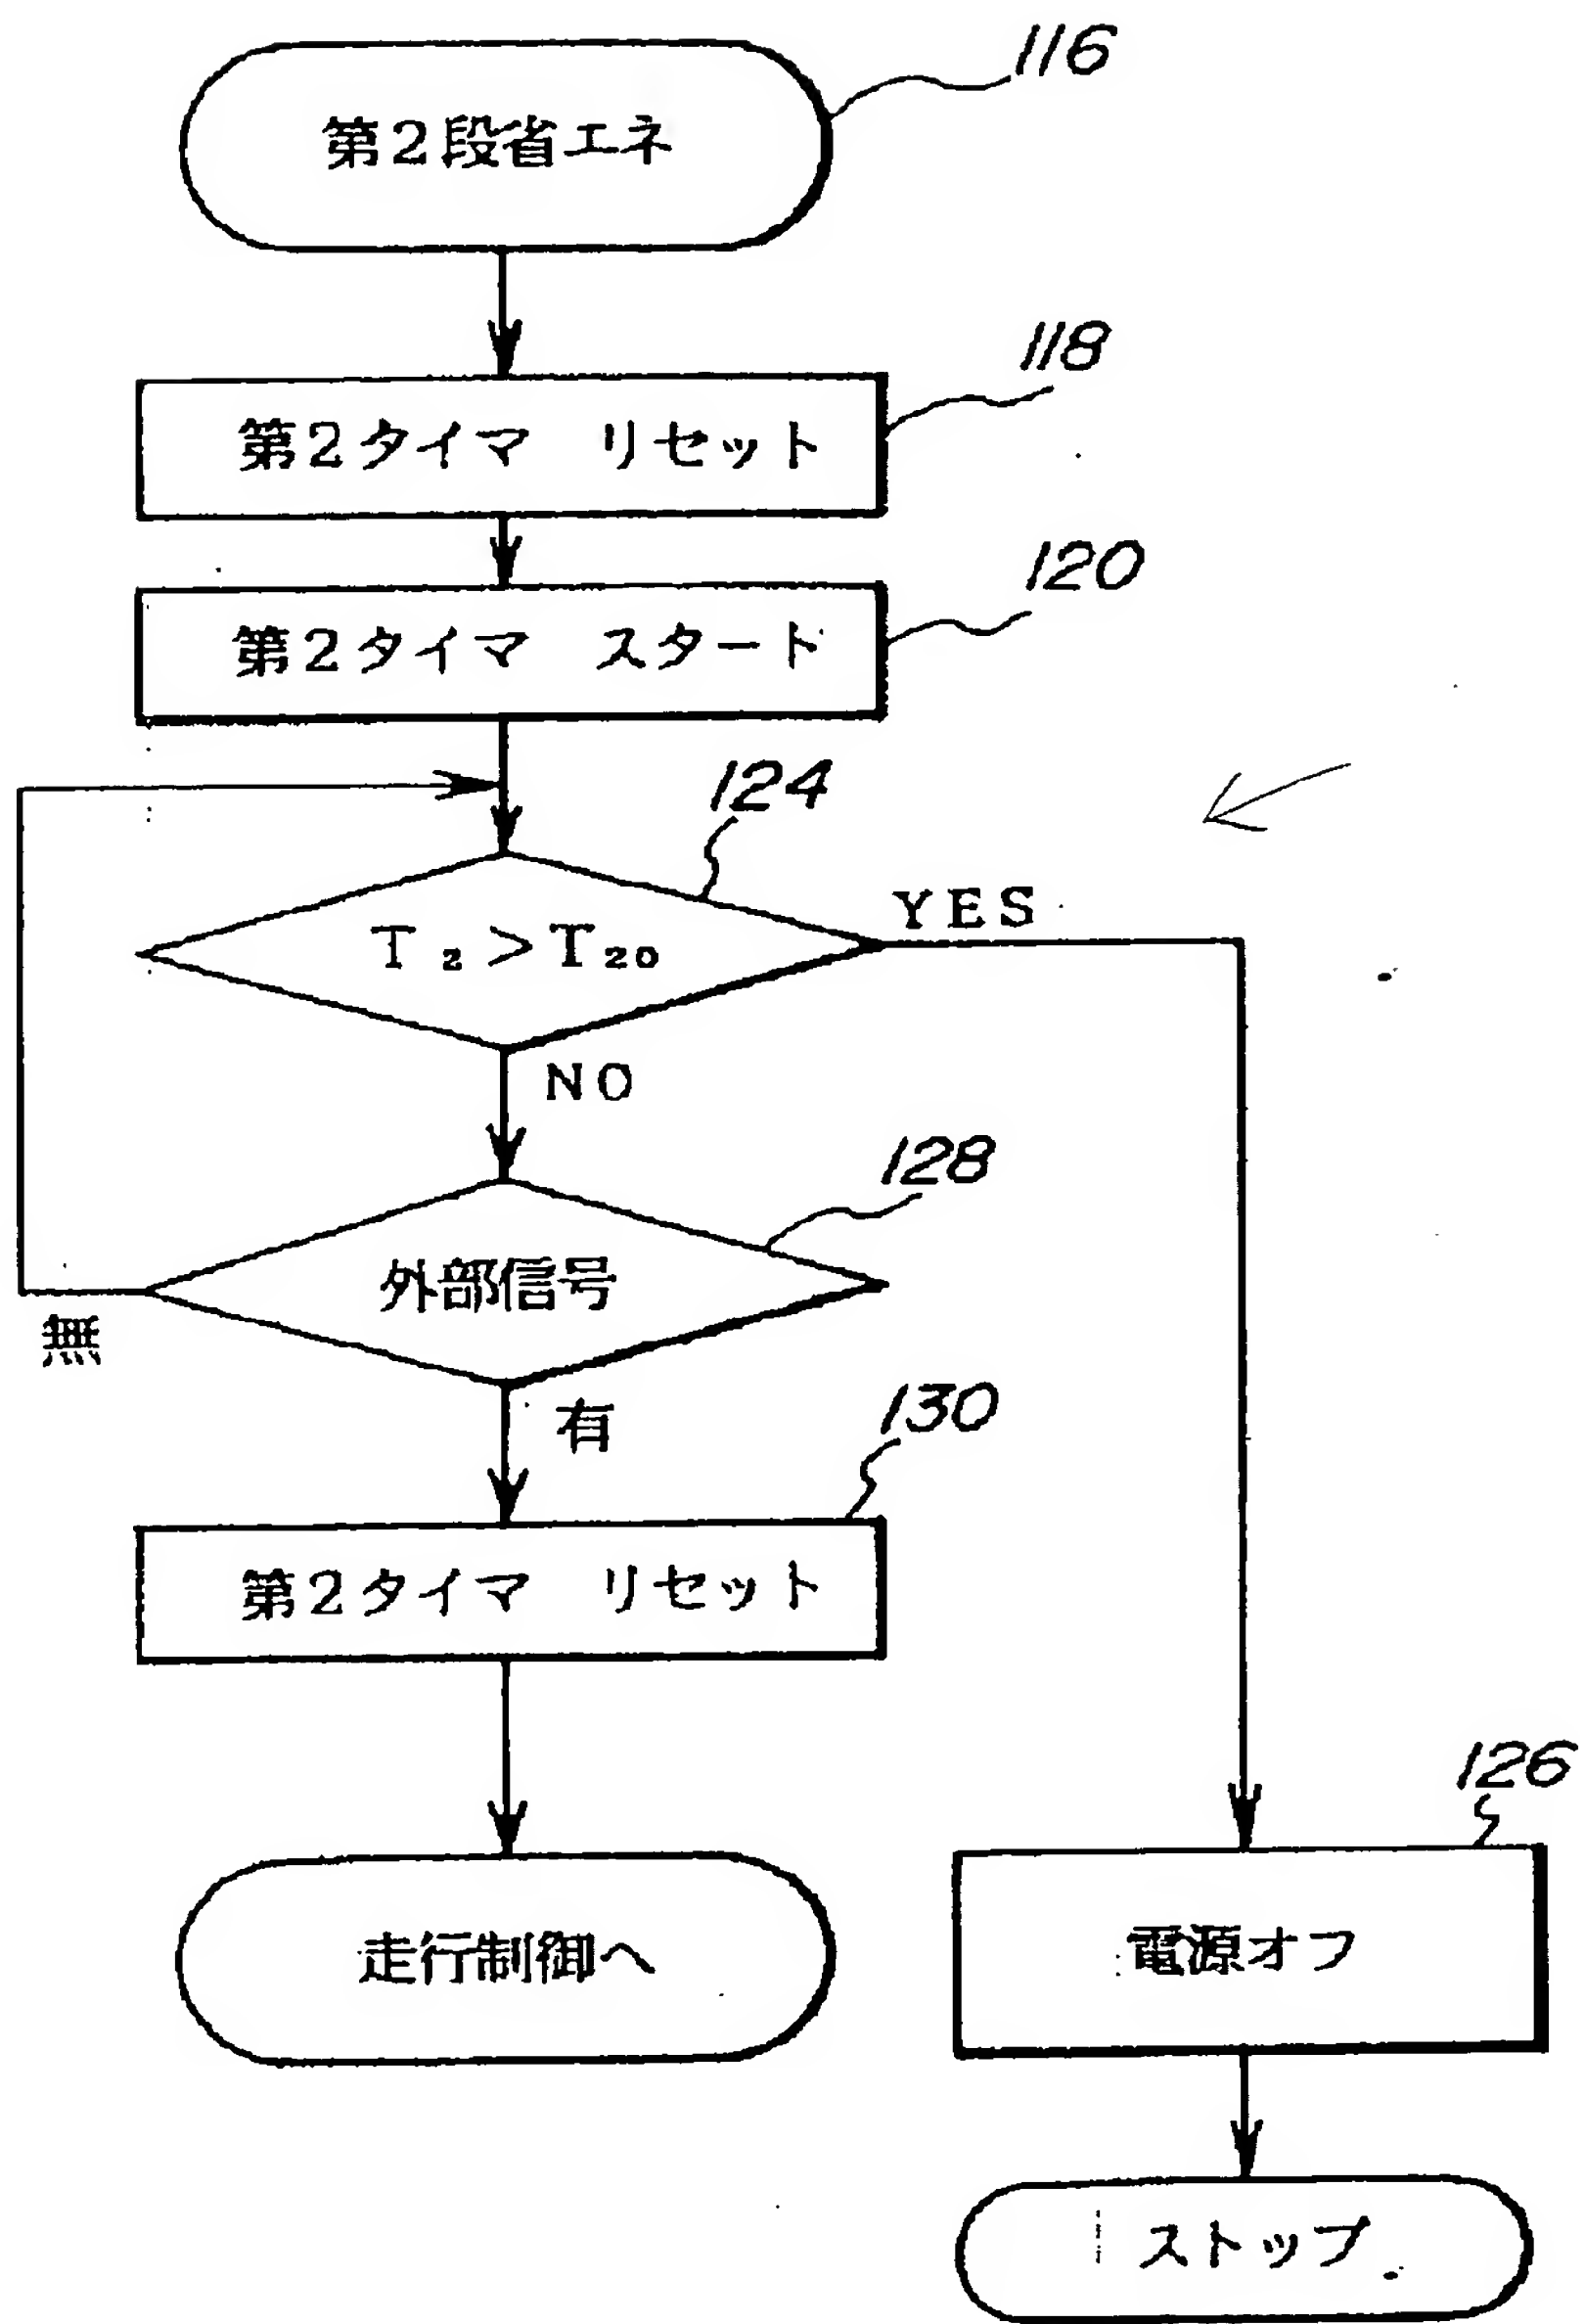 116
第2段省エネ
118
第2タイマ リセット
120
第2タイマ スタート
124
T₂>T₂₀
YES
NO
128
外部信号
無
有
130
第2タイマ リセット
走行制御へ
126
電源オフ
ストップ